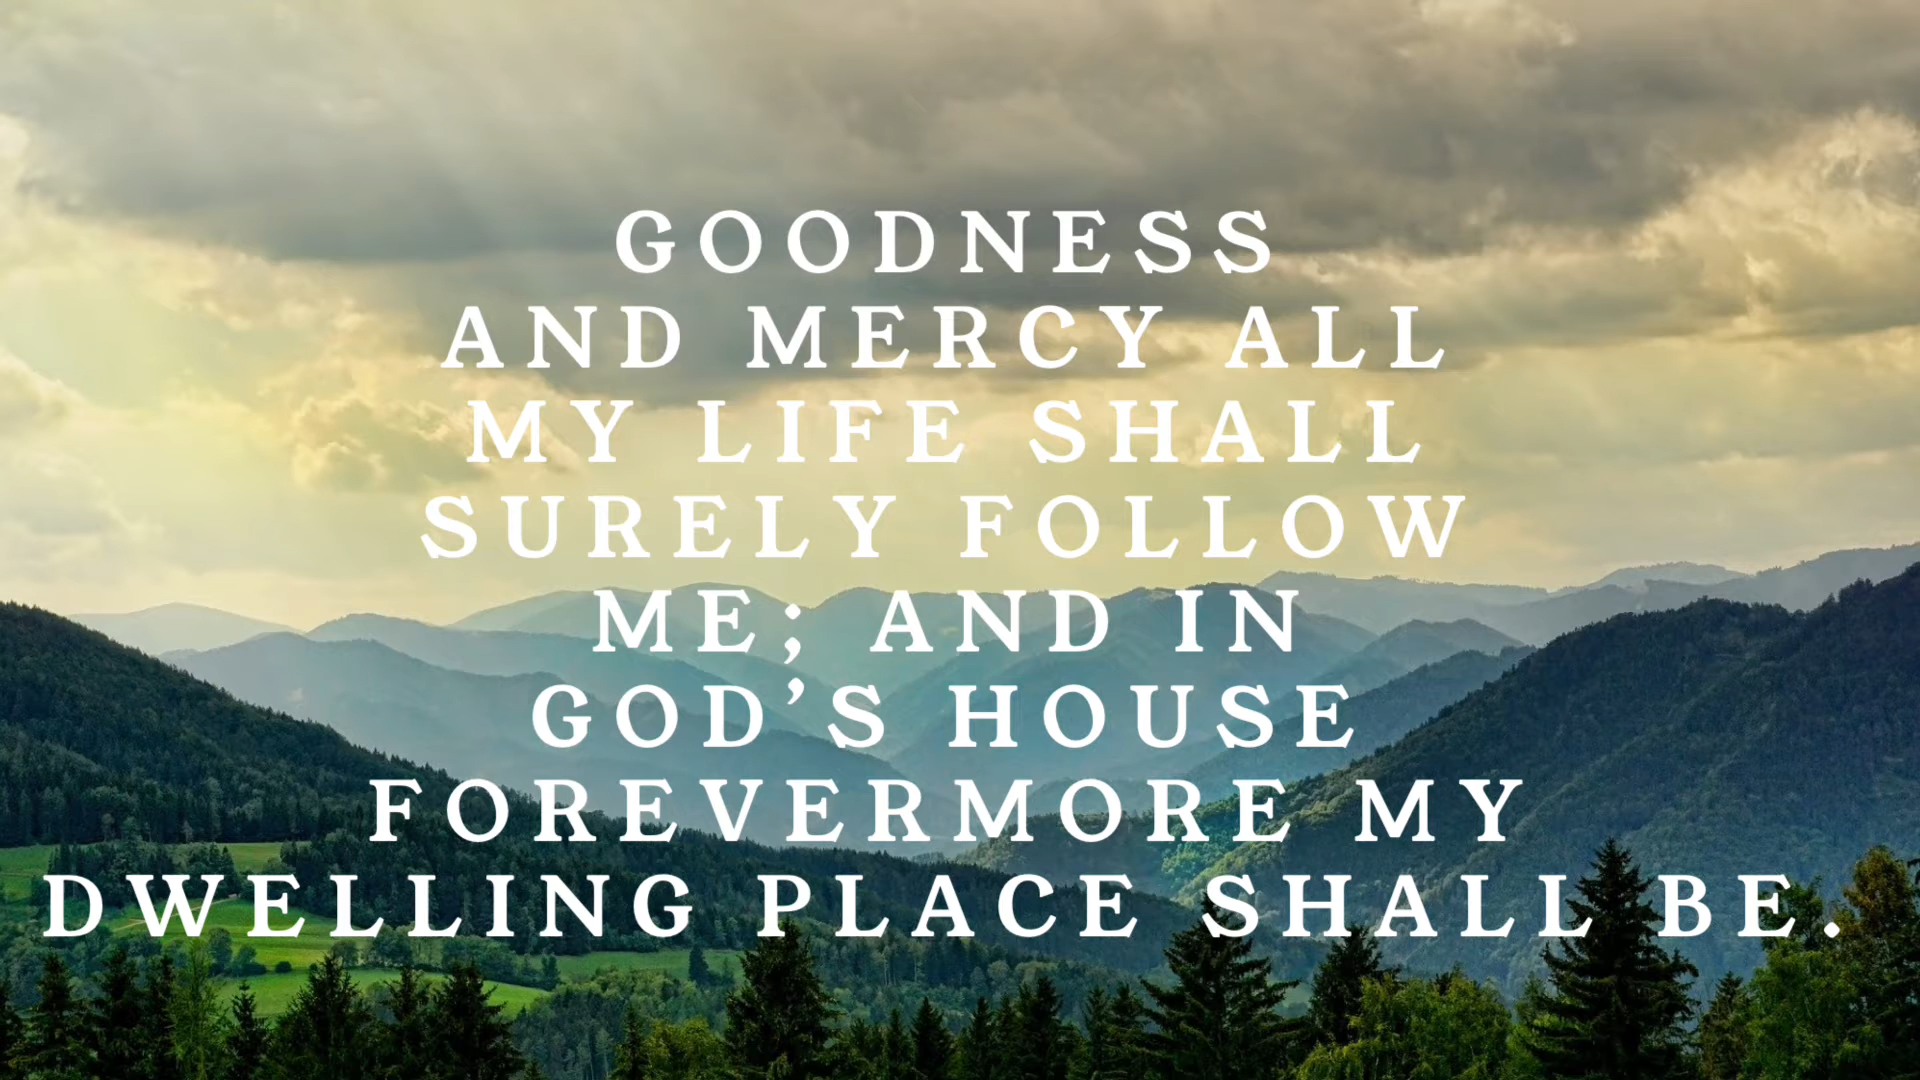 GOODNESS
AND MERCY ALL
MY LIFE SHALL
SURELY FOLLOW
ME; AND IN
GOD’S HOUSE
FOREVERMORE MY
DWELLING PLACE SHALL BE.